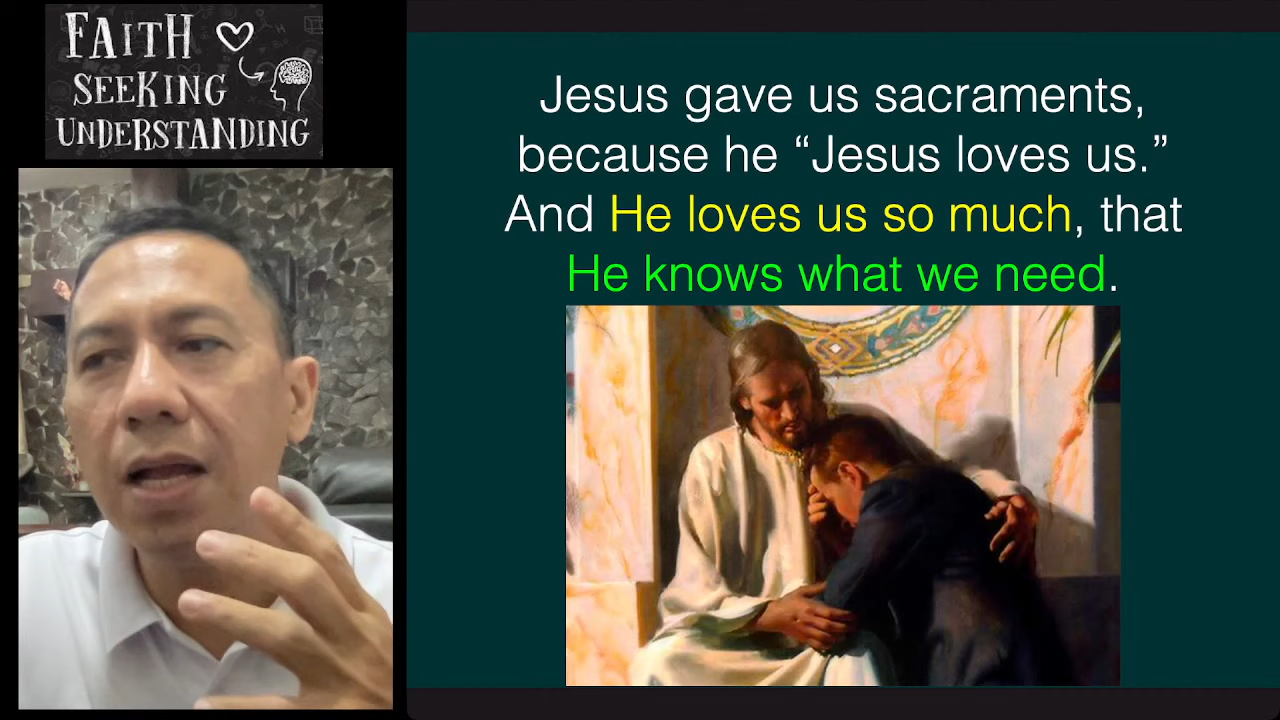 FAITH
SEEKING
UNDERSTANDING
Jesus gave us sacraments,
because he “Jesus loves us.”
And He loves us so much, that
He knows what we need.